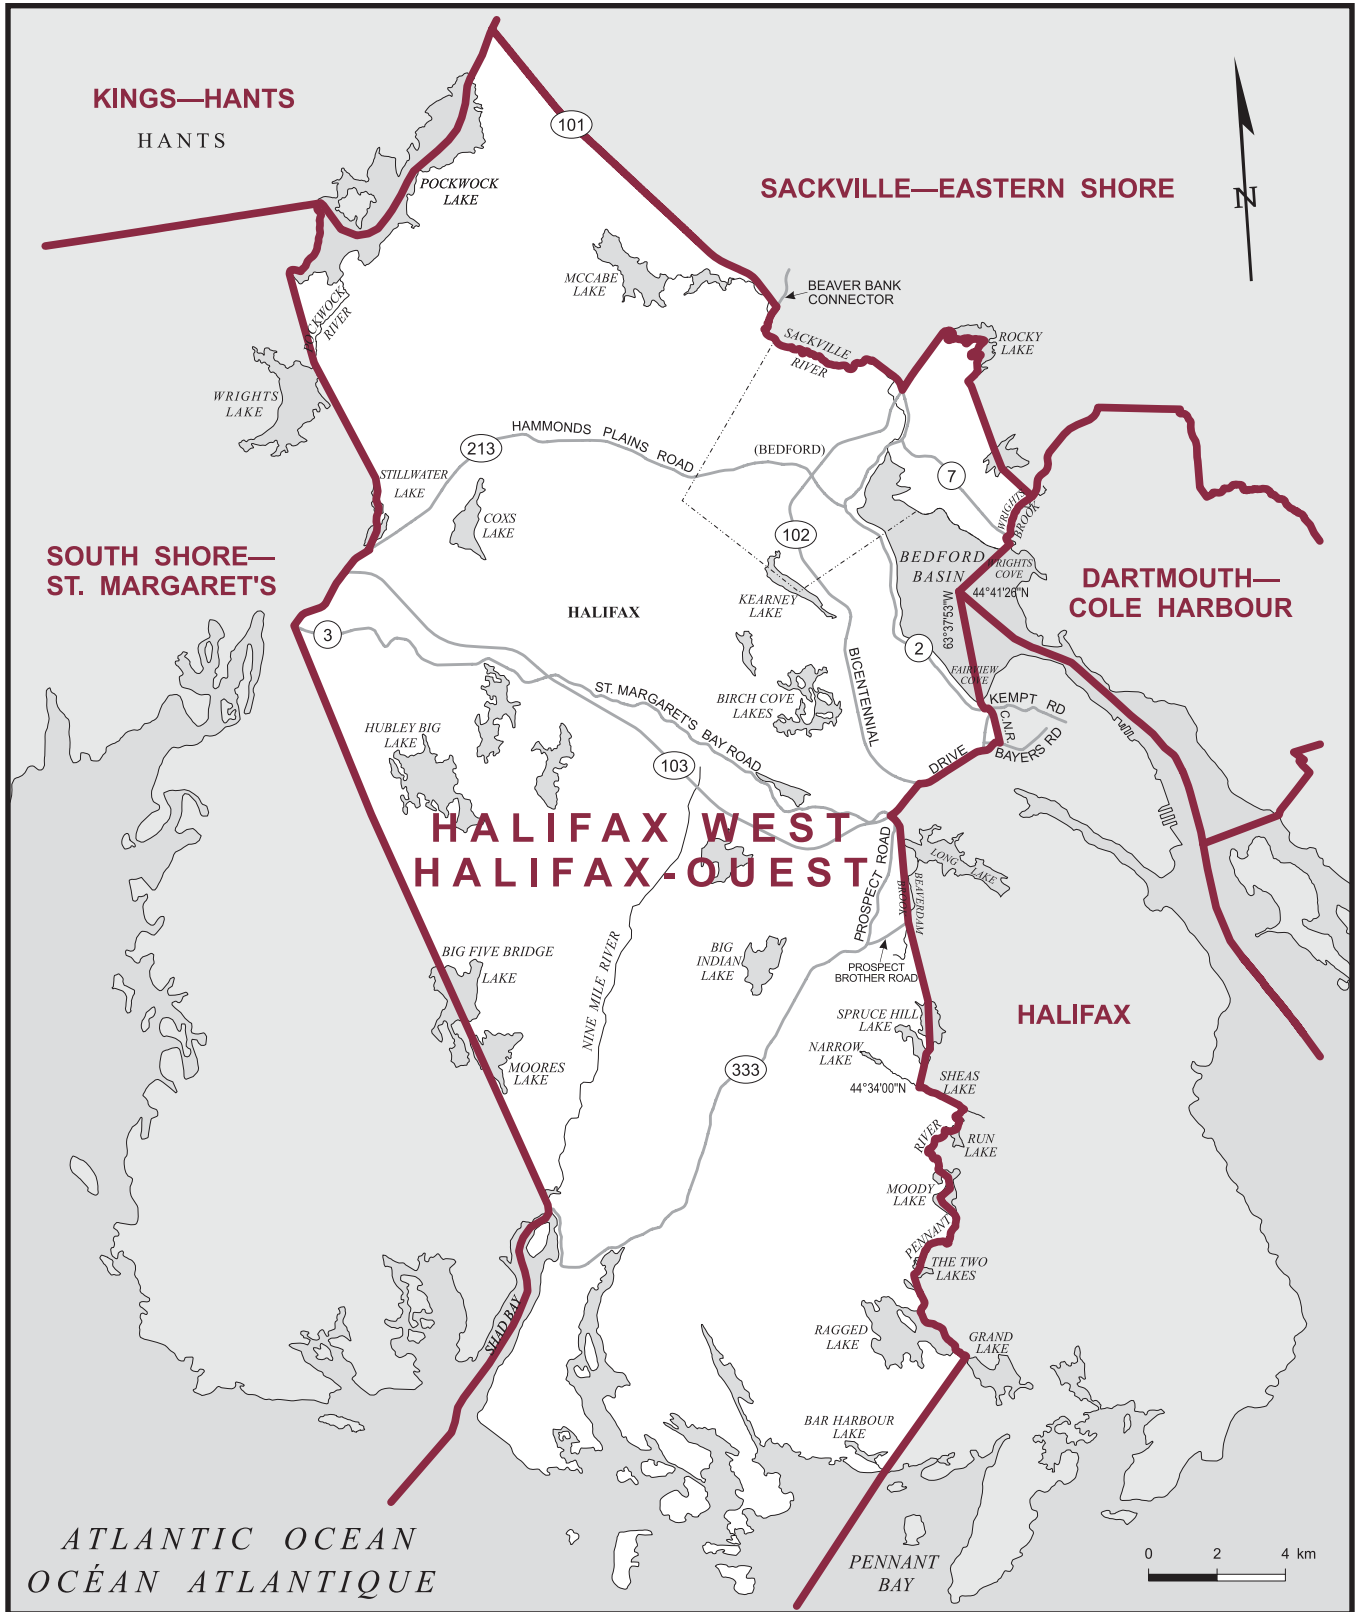 KINGS—HANTS
HANTS
101
POCKWOCK
LAKE
SACKVILLE—EASTERN SHORE
N
MCCABE
LAKE
BEAVER BANK
CONNECTOR
POCKWOCK
RIVER
SACKVILLE
RIVER
ROCKY
LAKE
WRIGHTS
LAKE
HAMMONDS PLAINS ROAD
213
(BEDFORD)
STILLWATER
LAKE
7
COXS
LAKE
WRIGHTS
BROOK
102
SOUTH SHORE—
ST. MARGARET'S
BEDFORD
BASIN
WRIGHTS
COVE
44°41'26"N
63°37'53"W
DARTMOUTH—
COLE HARBOUR
KEARNEY
LAKE
HALIFAX
3
2
BICENTENNIAL
DRIVE
FAIRVIEW
COVE
ST. MARGARET'S BAY ROAD
BIRCH COVE
LAKES
KEMPT RD
C.N.R.
BAYERS RD
HUBLEY BIG
LAKE
103
HALIFAX WEST
HALIFAX-OUEST
PROSPECT ROAD
LONG LAKE
BEAVERDAM
BROOK
BIG FIVE BRIDGE
LAKE
BIG
INDIAN
LAKE
PROSPECT
BROTHER ROAD
NINE MILE RIVER
SPRUCE HILL
LAKE
HALIFAX
NARROW
LAKE
MOORES
LAKE
333
44°34'00"N
SHEAS
LAKE
RIVER
RUN
LAKE
MOODY
LAKE
PENNANT
THE TWO
LAKES
SHAD BAY
RAGGED
LAKE
GRAND
LAKE
BAR HARBOUR
LAKE
ATLANTIC OCEAN
OCÉAN ATLANTIQUE
PENNANT
BAY
0 2 4 km